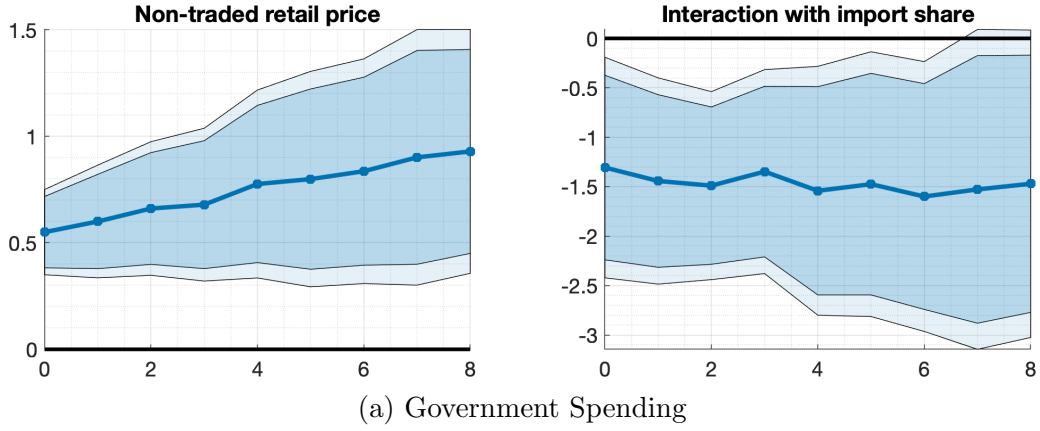 Non-traded retail price
1.5
1
0.5
0
0 2 4 6 8
Interaction with import share
0
-0.5
-1
-1.5
-2
-2.5
-3
0 2 4 6 8
(a) Government Spending